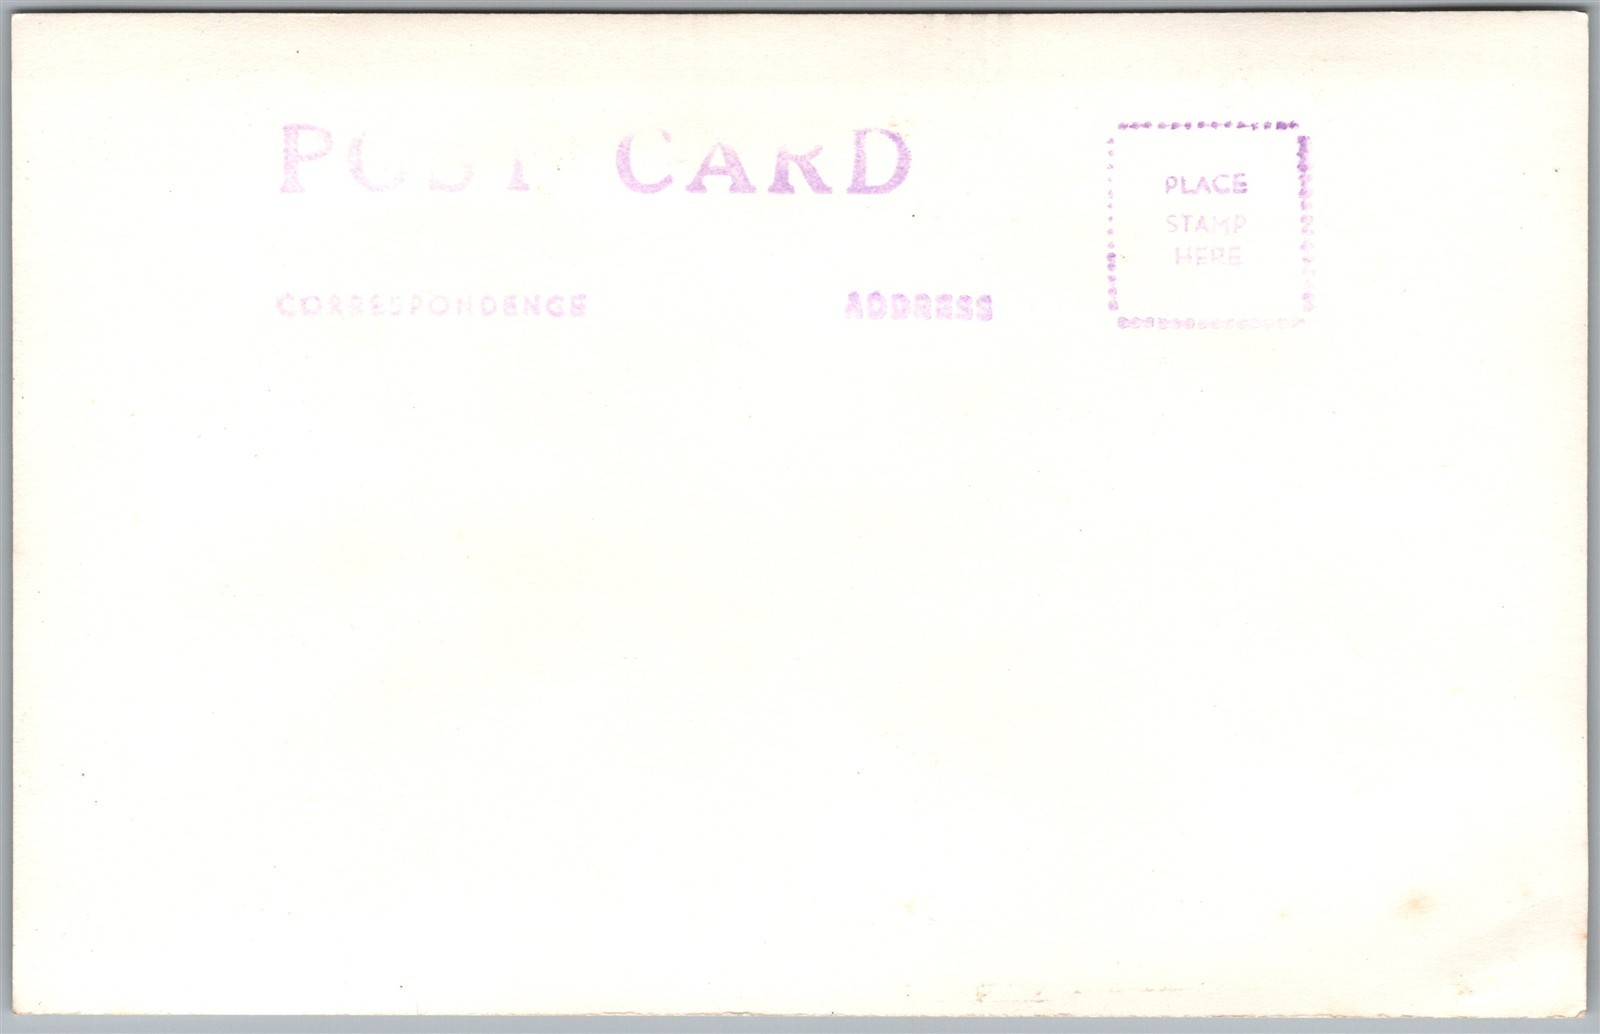 POST CARD
PLACE
STAMP
HERE
CORRESPONDENCE
ADDRESS